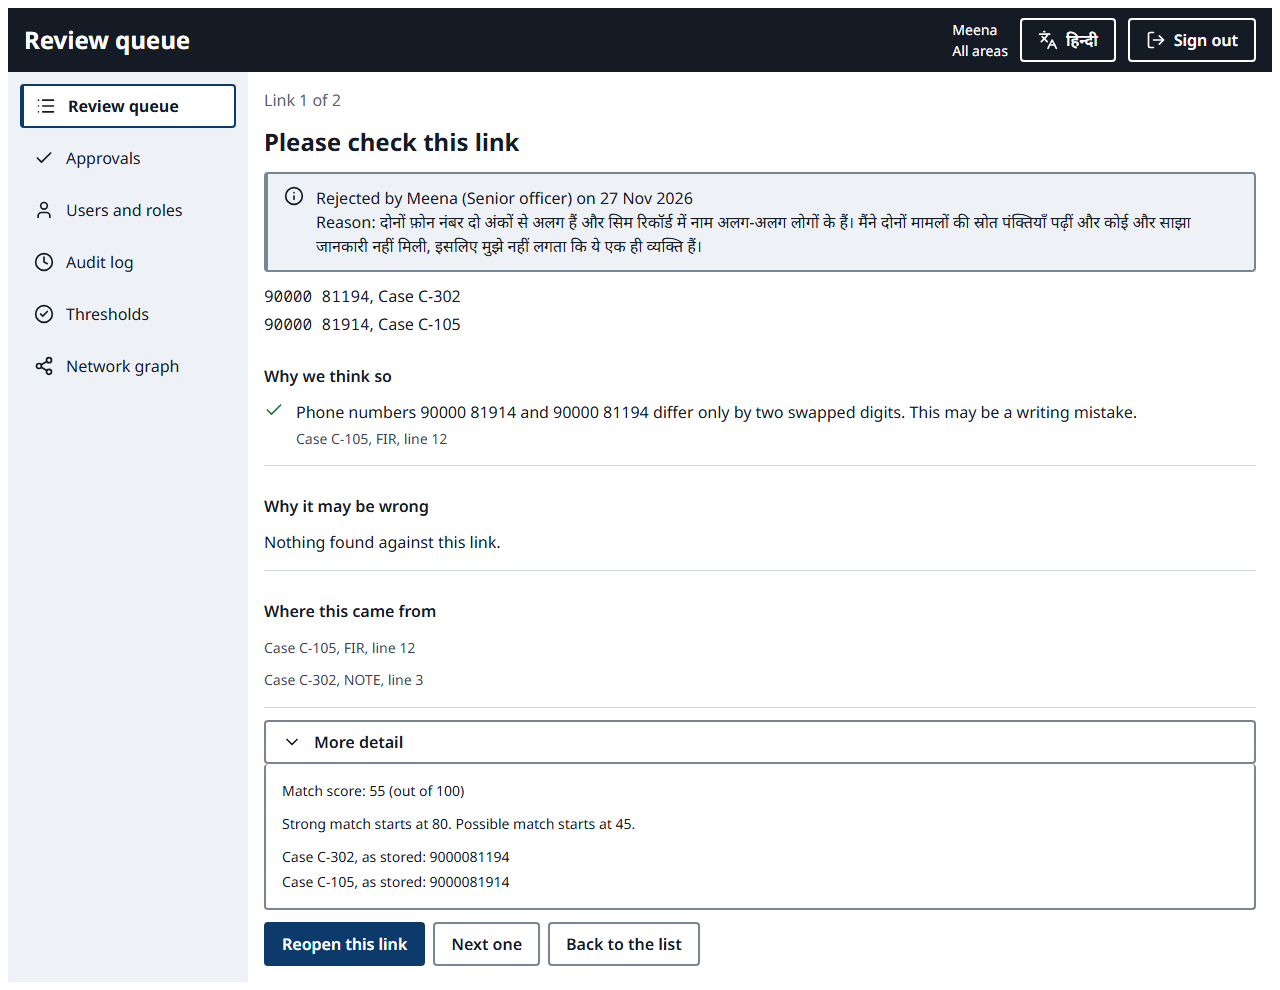 Review queue
Meena
All areas
हिन्दी
Sign out
Review queue
Approvals
Users and roles
Audit log
Thresholds
Network graph
Link 1 of 2
Please check this link
Rejected by Meena (Senior officer) on 27 Nov 2026
Reason: दोनों फ़ोन नंबर दो अंकों से अलग हैं और सिम रिकॉर्ड में नाम अलग-अलग लोगों के हैं। मैंने दोनों मामलों की स्रोत पंक्तियाँ पढ़ीं और कोई और साझा
जानकारी नहीं मिली, इसलिए मुझे नहीं लगता कि ये एक ही व्यक्ति हैं।
90000 81194, Case C-302
90000 81914, Case C-105
Why we think so
Phone numbers 90000 81914 and 90000 81194 differ only by two swapped digits. This may be a writing mistake.
Case C-105, FIR, line 12
Why it may be wrong
Nothing found against this link.
Where this came from
Case C-105, FIR, line 12
Case C-302, NOTE, line 3
More detail
Match score: 55 (out of 100)
Strong match starts at 80. Possible match starts at 45.
Case C-302, as stored: 9000081194
Case C-105, as stored: 9000081914
Reopen this link
Next one
Back to the list